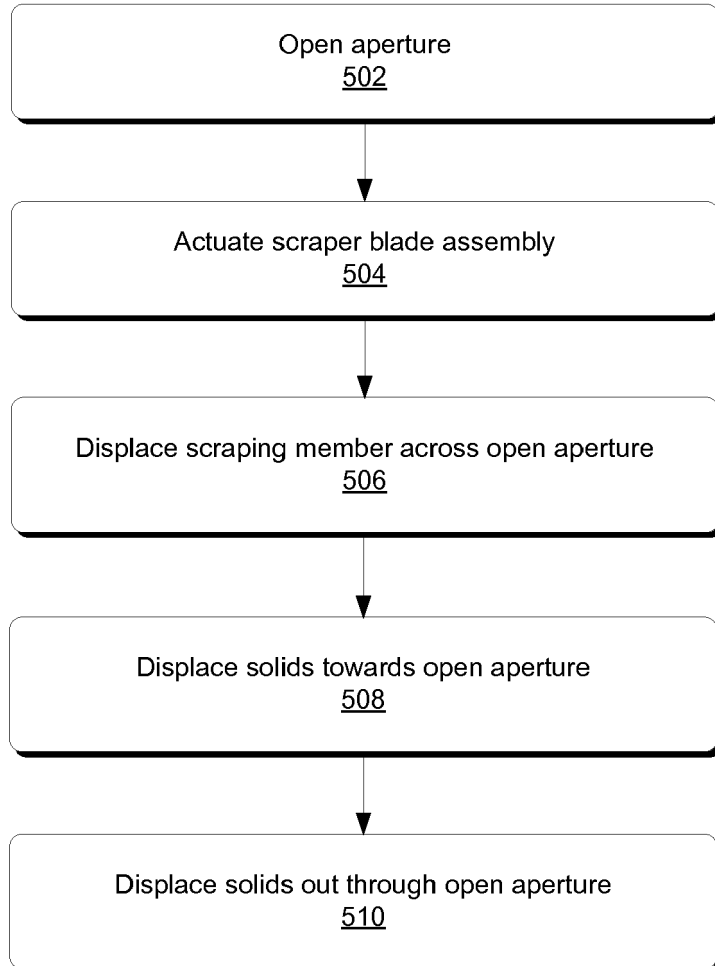 Open aperture
502
Actuate scraper blade assembly
504
Displace scraping member across open aperture
506
Displace solids towards open aperture
508
Displace solids out through open aperture
510